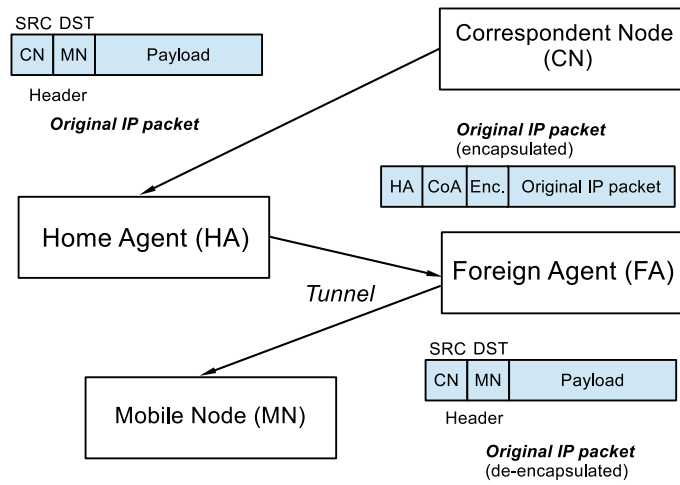 SRC DST
CN MN Payload
Header
Original IP packet
Correspondent Node
(CN)
Original IP packet
(encapsulated)
HA CoA Enc. Original IP packet
Home Agent (HA)
Foreign Agent (FA)
Tunnel
SRC DST
CN MN Payload
Header
Mobile Node (MN)
Original IP packet
(de-encapsulated)